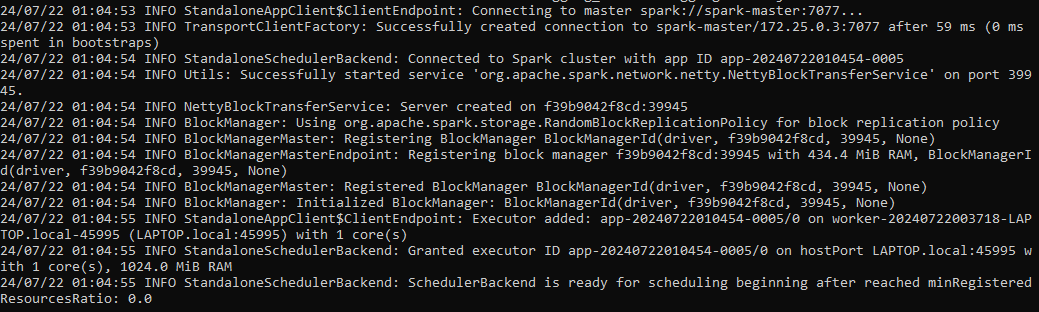 24/07/22 01:04:53 INFO StandaloneAppClient$ClientEndpoint: Connecting to master spark://spark-master:7077...
24/07/22 01:04:53 INFO TransportClientFactory: Successfully created connection to spark-master/172.25.0.3:7077 after 59 ms (0 ms
spent in bootstraps)
24/07/22 01:04:54 INFO StandaloneSchedulerBackend: Connected to Spark cluster with app ID app-20240722010454-0005
24/07/22 01:04:54 INFO Utils: Successfully started service 'org.apache.spark.network.netty.NettyBlockTransferService' on port 399
45.
24/07/22 01:04:54 INFO NettyBlockTransferService: Server created on f39b9042f8cd:39945
24/07/22 01:04:54 INFO BlockManager: Using org.apache.spark.storage.RandomBlockReplicationPolicy for block replication policy
24/07/22 01:04:54 INFO BlockManagerMaster: Registering BlockManager BlockManagerId(driver, f39b9042f8cd, 39945, None)
24/07/22 01:04:54 INFO BlockManagerMasterEndpoint: Registering block manager f39b9042f8cd:39945 with 434.4 MiB RAM, BlockManagerI
d(driver, f39b9042f8cd, 39945, None)
24/07/22 01:04:54 INFO BlockManagerMaster: Registered BlockManager BlockManagerId(driver, f39b9042f8cd, 39945, None)
24/07/22 01:04:54 INFO BlockManager: Initialized BlockManager: BlockManagerId(driver, f39b9042f8cd, 39945, None)
24/07/22 01:04:55 INFO StandaloneAppClient$ClientEndpoint: Executor added: app-20240722010454-0005/0 on worker-20240722003718-LAP
TOP.local-45995 (LAPTOP.local:45995) with 1 core(s)
24/07/22 01:04:55 INFO StandaloneSchedulerBackend: Granted executor ID app-20240722010454-0005/0 on hostPort LAPTOP.local:45995 w
ith 1 core(s), 1024.0 MiB RAM
24/07/22 01:04:55 INFO StandaloneSchedulerBackend: SchedulerBackend is ready for scheduling beginning after reached minRegistered
ResourcesRatio: 0.0